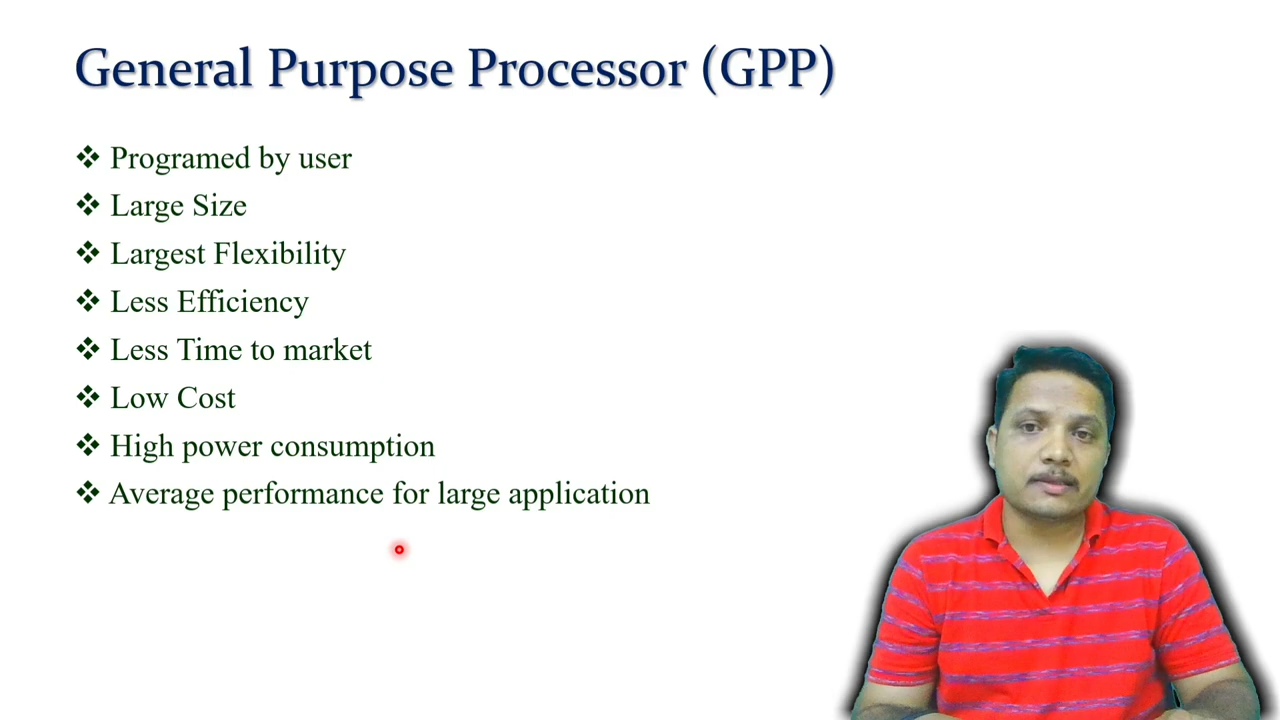 General Purpose Processor (GPP)
❖ Programed by user
❖ Large Size
❖ Largest Flexibility
❖ Less Efficiency
❖ Less Time to market
❖ Low Cost
❖ High power consumption
❖ Average performance for large application